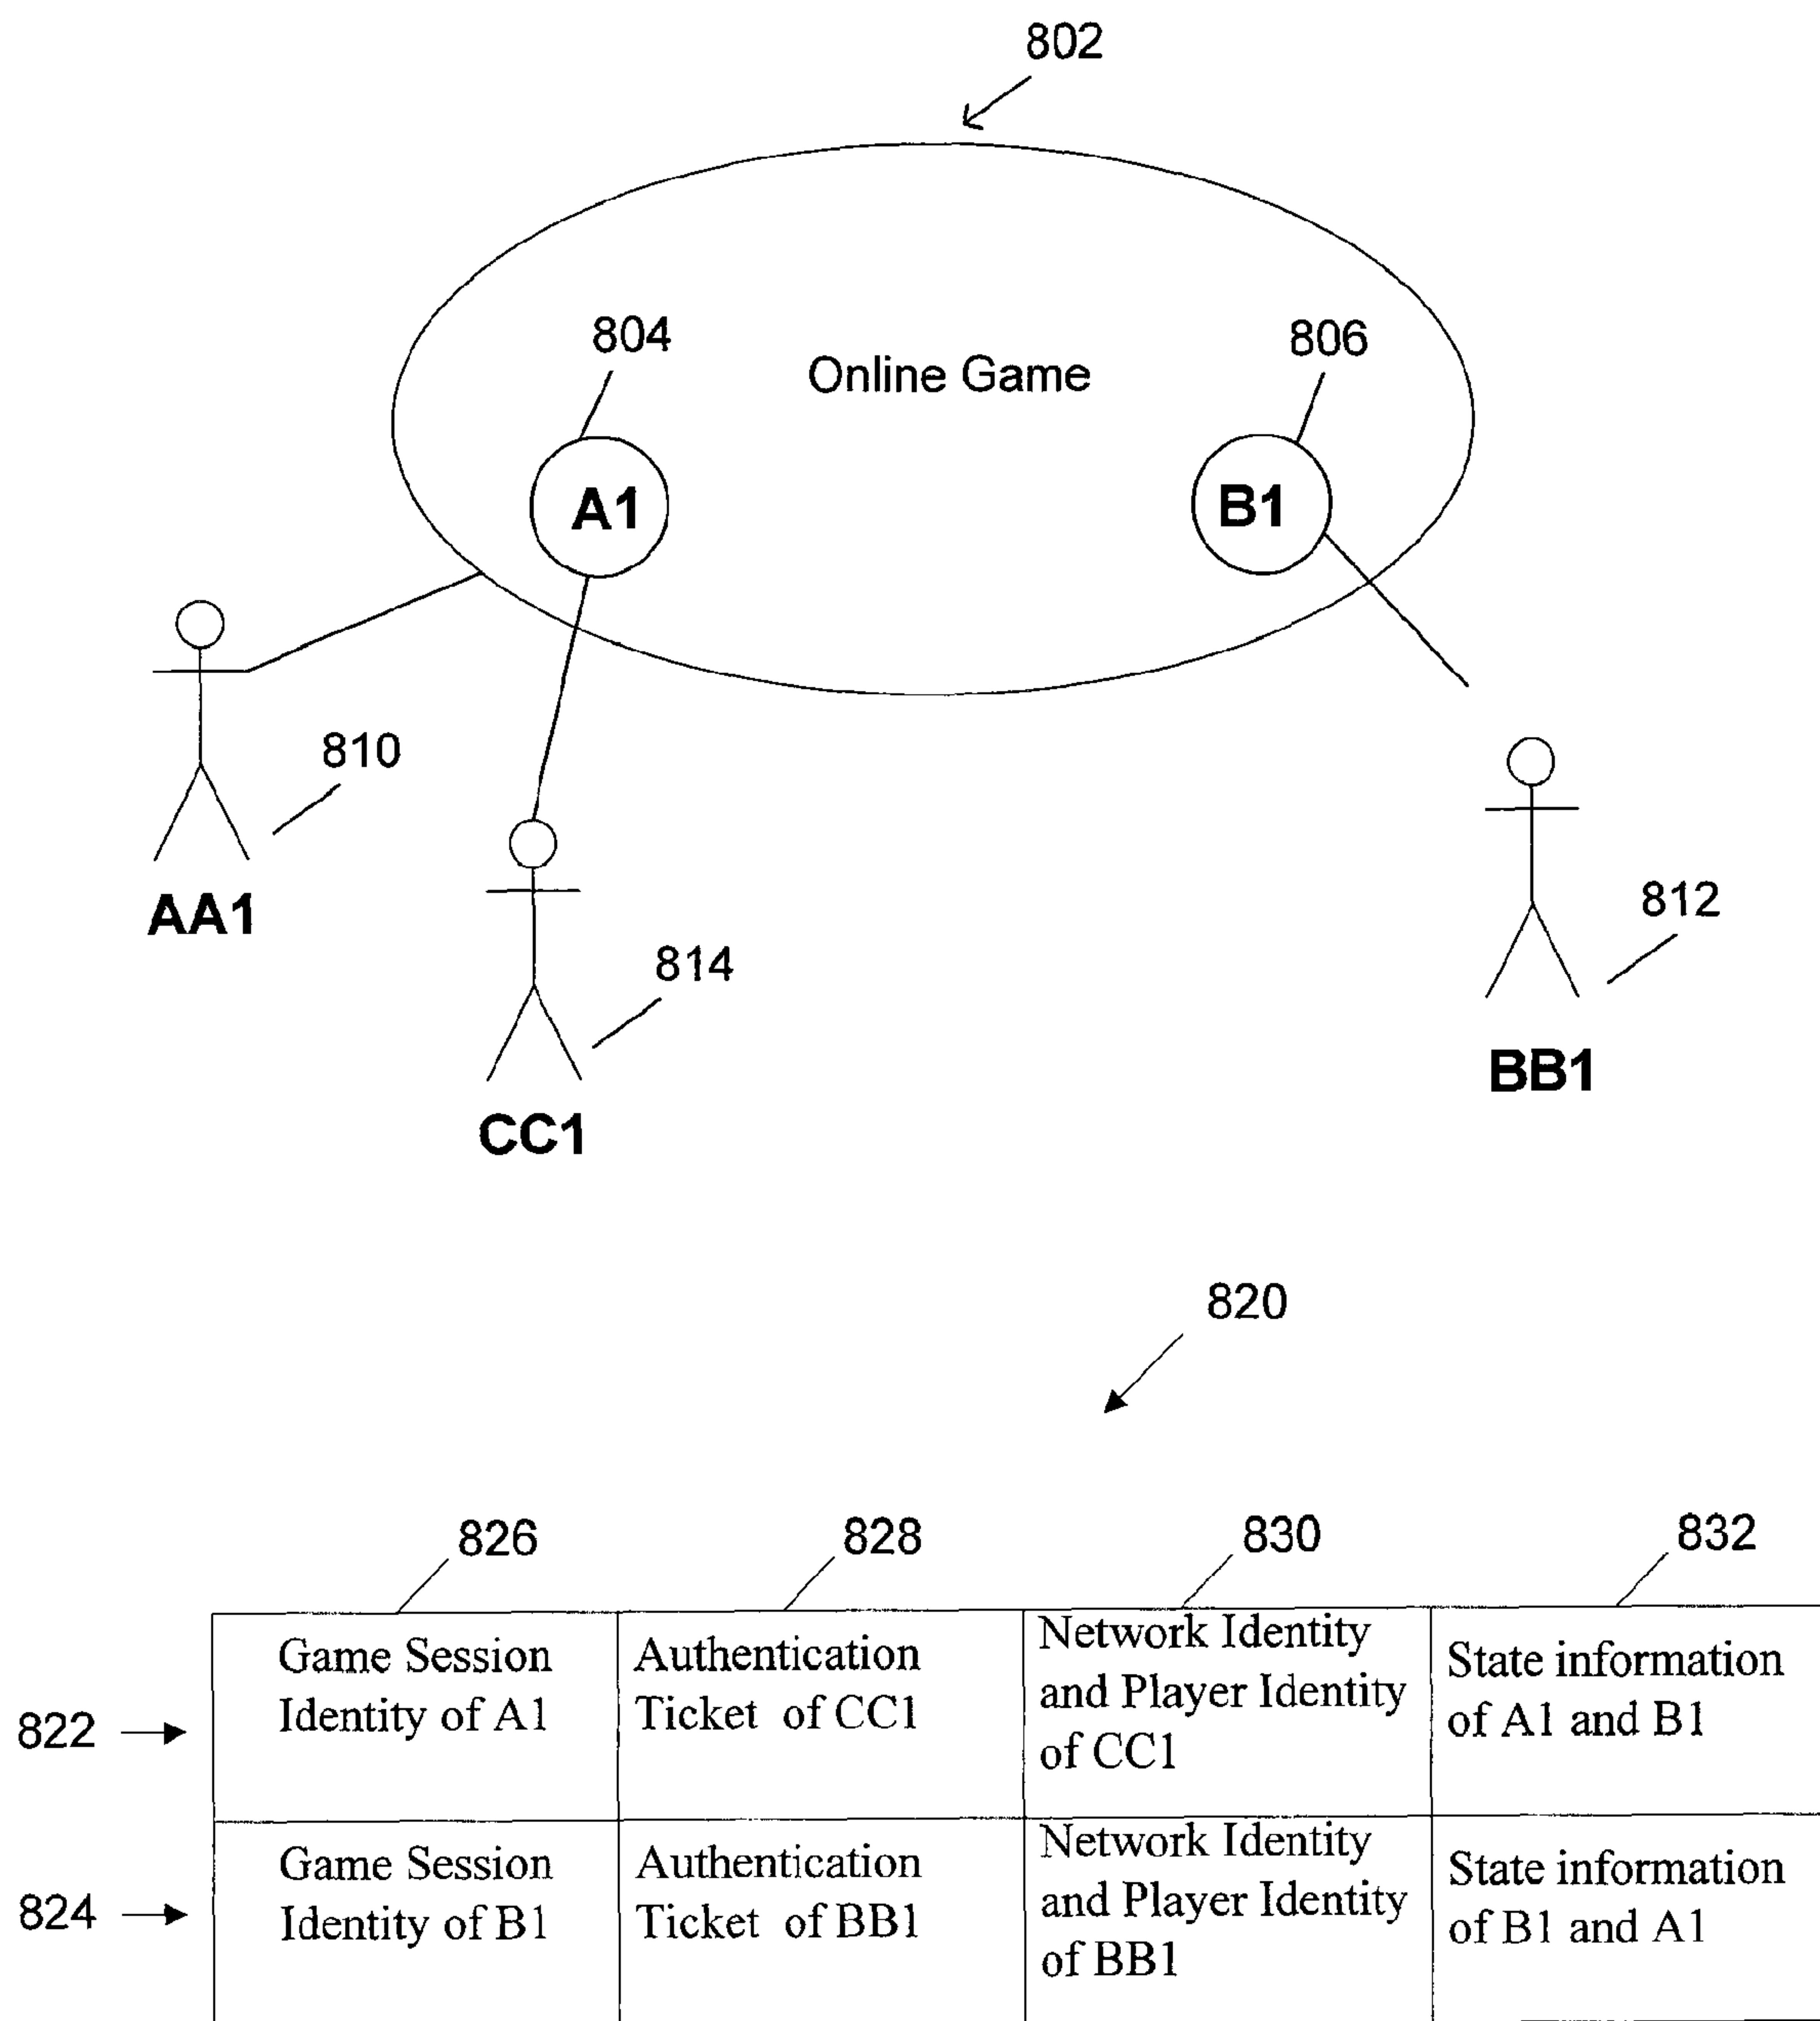 802
804
Online Game
806
A1
B1
810
AA1
814
CC1
812
BB1
820
826
828
830
832
822
Game Session
Identity of A1
Authentication
Ticket of CC1
Network Identity
and Player Identity
of CC1
State information
of A1 and B1
824
Game Session
Identity of B1
Authentication
Ticket of BB1
Network Identity
and Player Identity
of BB1
State information
of B1 and A1